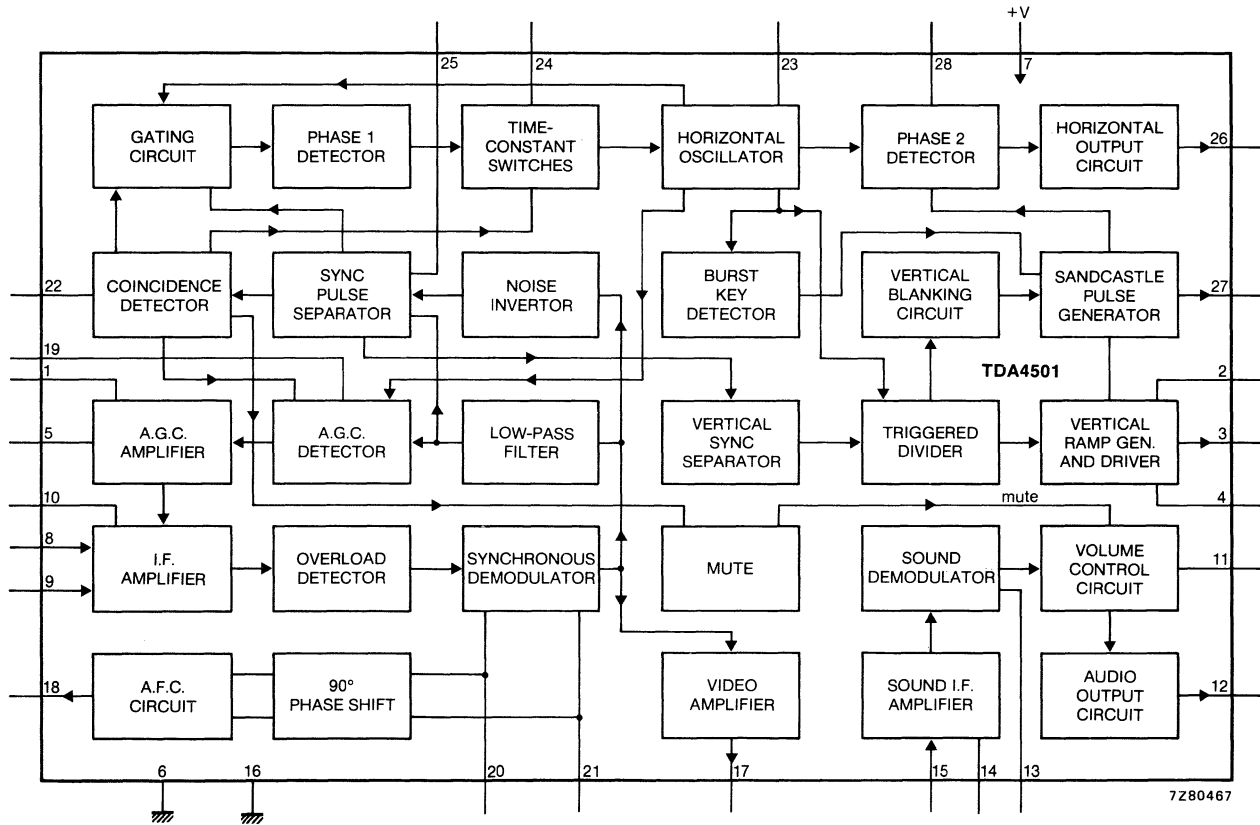 +V
25
24
23
28
7
GATING
CIRCUIT
PHASE 1
DETECTOR
TIME-
CONSTANT
SWITCHES
HORIZONTAL
OSCILLATOR
PHASE 2
DETECTOR
HORIZONTAL
OUTPUT
CIRCUIT
26
22
COINCIDENCE
DETECTOR
SYNC
PULSE
SEPARATOR
NOISE
INVERTOR
BURST
KEY
DETECTOR
VERTICAL
BLANKING
CIRCUIT
SANDCASTLE
PULSE
GENERATOR
27
19
TDA4501
1
2
5
A.G.C.
AMPLIFIER
A.G.C.
DETECTOR
LOW-PASS
FILTER
VERTICAL
SYNC
SEPARATOR
TRIGGERED
DIVIDER
VERTICAL
RAMP GEN.
AND DRIVER
3
10
mute
4
8
9
I.F.
AMPLIFIER
OVERLOAD
DETECTOR
SYNCHRONOUS
DEMODULATOR
MUTE
SOUND
DEMODULATOR
VOLUME
CONTROL
CIRCUIT
11
18
A.F.C.
CIRCUIT
90°
PHASE SHIFT
VIDEO
AMPLIFIER
SOUND I.F.
AMPLIFIER
AUDIO
OUTPUT
CIRCUIT
12
6
16
20
21
17
15
14
13
7Z80467